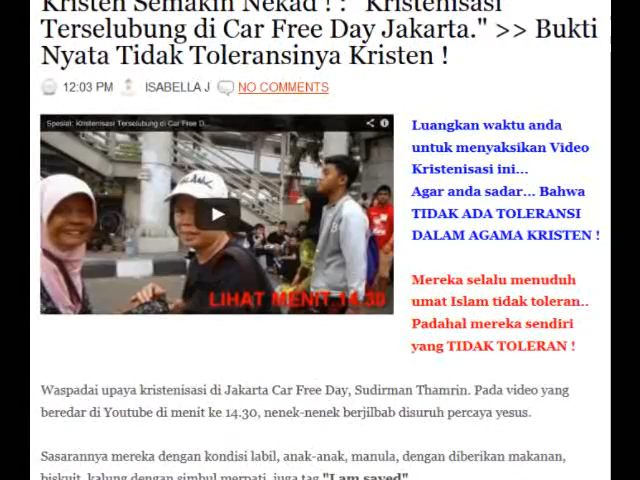 Kristen Semakin Nekad ! : "Kristenisasi
Terselubung di Car Free Day Jakarta." >> Bukti
Nyata Tidak Toleransinya Kristen !
12:03 PM ISABELLA J NO COMMENTS
Spesial: Kristenisasi Terselubung di Car Free D...
LIHAT MENIT 14.30
Luangkan waktu anda
untuk menyaksikan Video
Kristenisasi ini...
Agar anda sadar... Bahwa
TIDAK ADA TOLERANSI
DALAM AGAMA KRISTEN !
Mereka selalu menuduh
umat Islam tidak toleran..
Padahal mereka sendiri
yang TIDAK TOLERAN !
Waspadai upaya kristenisasi di Jakarta Car Free Day, Sudirman Thamrin. Pada video yang
beredar di Youtube di menit ke 14.30, nenek-nenek berjilbab disuruh percaya yesus.
Sasarannya mereka dengan kondisi labil, anak-anak, manula, dengan diberikan makanan,
biskuit, kalung dengan simbul merpati, juga tag "I am saved"